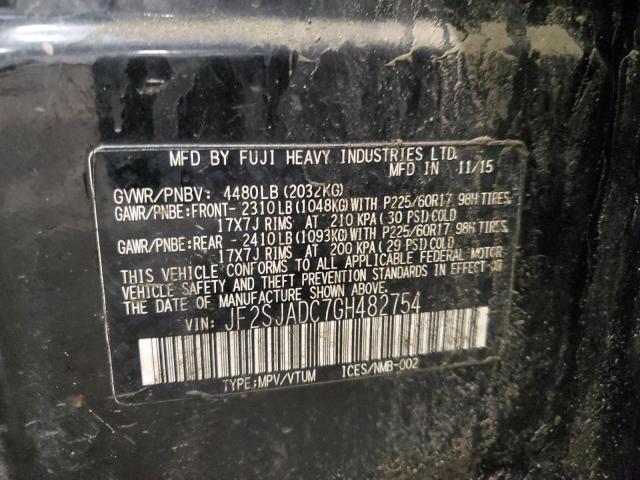 MFD BY FUJI HEAVY INDUSTRIES LTD.
MFD IN 11/15
GVWR/PNBV: 4480LB (2032KG)
GAWR/PNBE: FRONT- 2310 LB (1048KG) WITH P225/60R17 98H TIRES,
17X7J RIMS AT 210 KPA (30 PSI) COLD
GAWR/PNBE: REAR - 2410 LB (1093KG) WITH P225/60R17 98H TIRES,
17X7J RIMS AT 200 KPA (29 PSI) COLD
THIS VEHICLE CONFORMS TO ALL APPLICABLE FEDERAL MOTOR
VEHICLE SAFETY AND THEFT PREVENTION STANDARDS IN EFFECT ON
THE DATE OF MANUFACTURE SHOWN ABOVE.
VIN: JF2SJADC7GH482754
TYPE: MPV/VTUM ICES/NMB-002